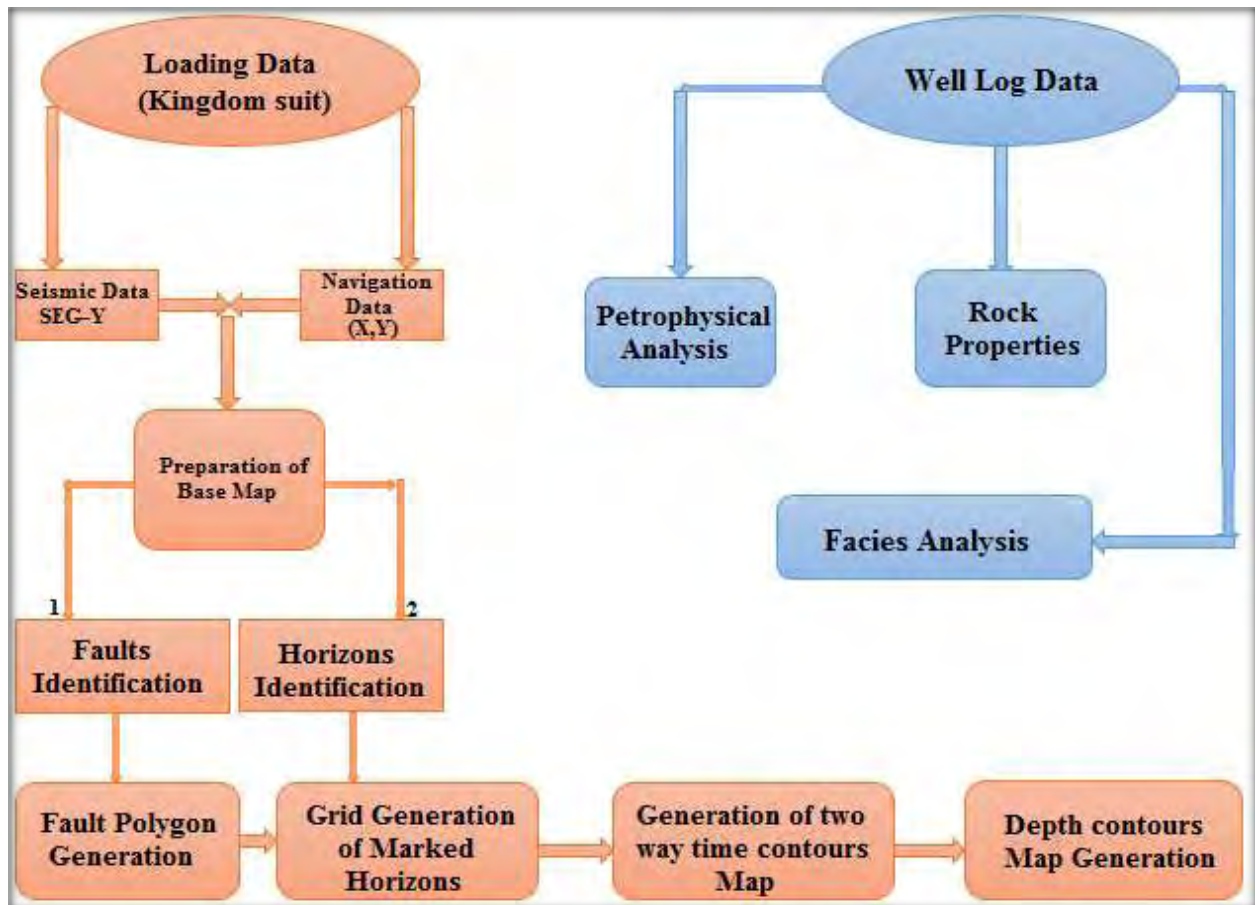 Loading Data
(Kingdom suit)
Well Log Data
Seismic Data
SEG-Y
Navigation
Data
(X,Y)
Petrophysical
Analysis
Rock
Properties
Preparation of
Base Map
Facies Analysis
1
2
Faults
Identification
Horizons
Identification
Fault Polygon
Generation
Grid Generation
of Marked
Horizons
Generation of two
way time contours
Map
Depth contours
Map Generation